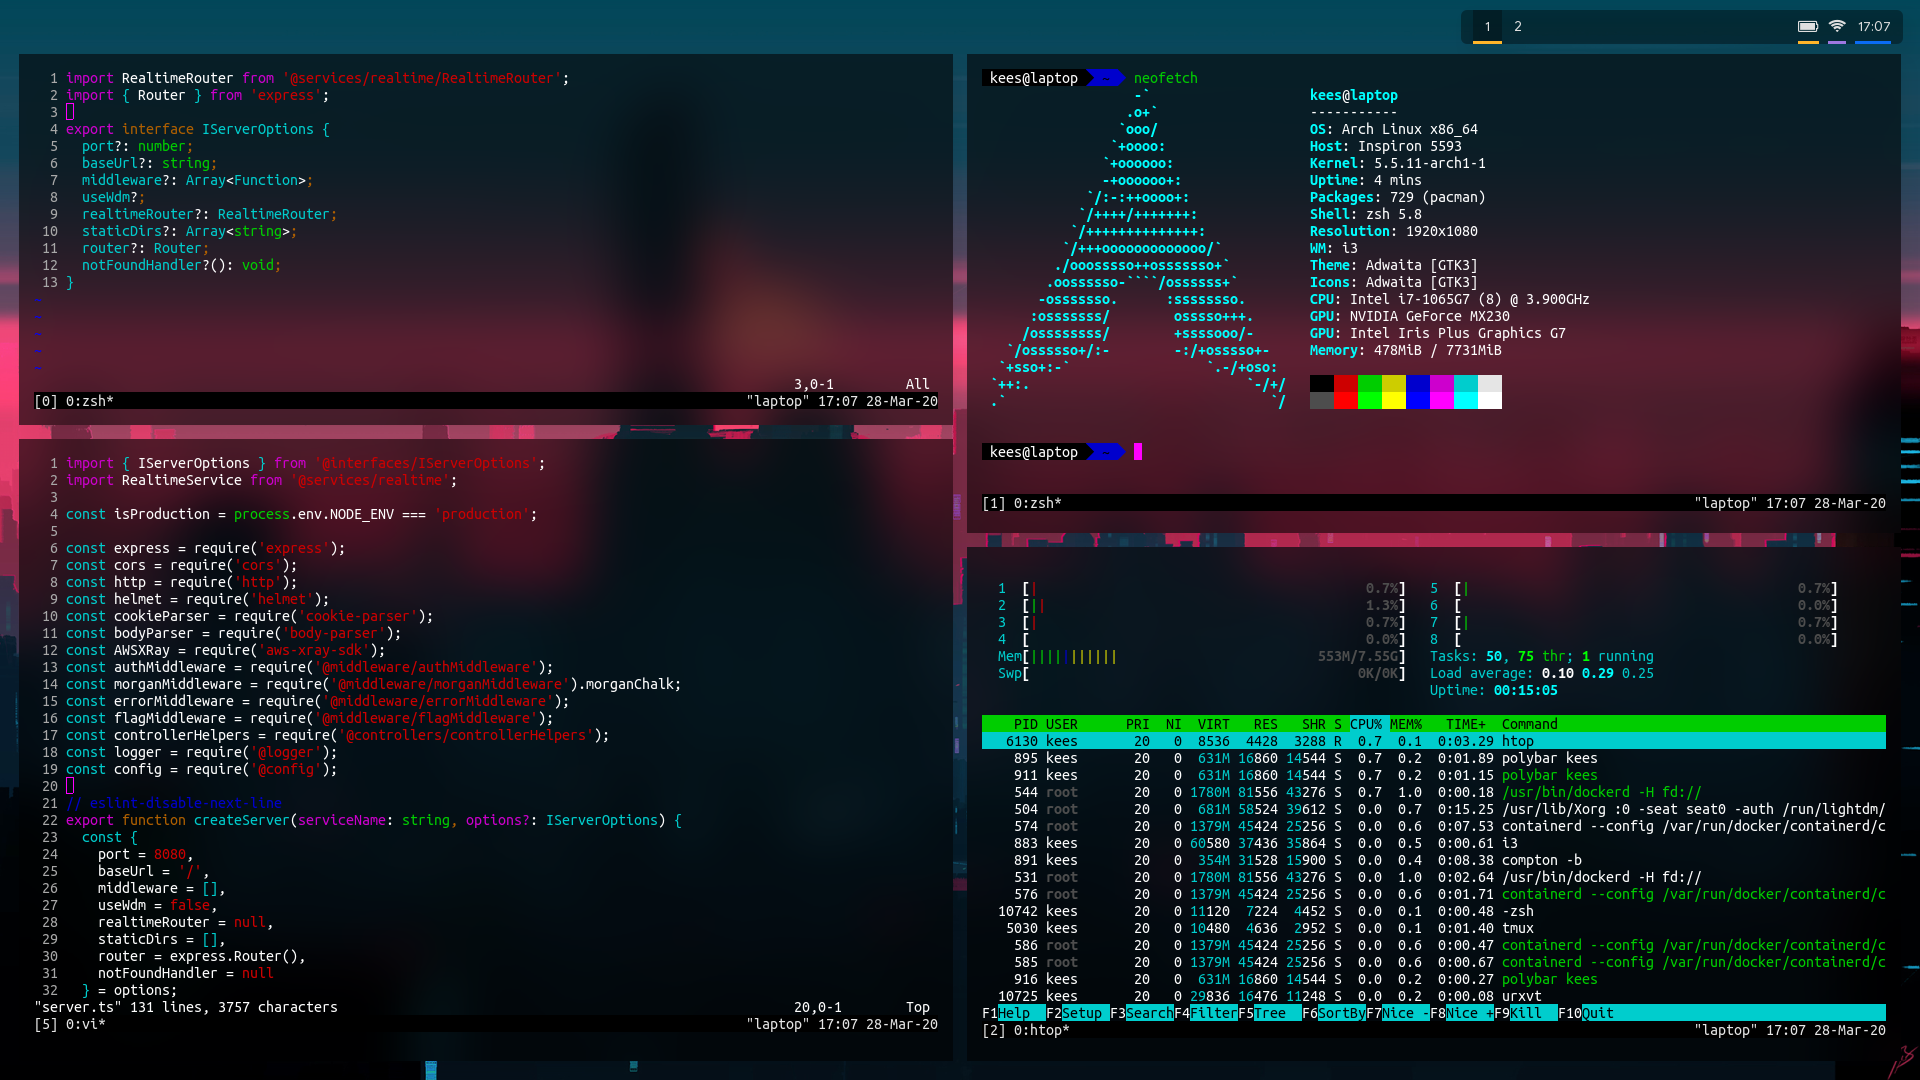 1 2 17:07
1 import RealtimeRouter from '@services/realtime/RealtimeRouter';
2 import { Router } from 'express';
3
4 export interface IServerOptions {
5 port?: number;
6 baseUrl?: string;
7 middleware?: Array<Function>;
8 useWdm?;
9 realtimeRouter?: RealtimeRouter;
10 staticDirs?: Array<string>;
11 router?: Router;
12 notFoundHandler?(): void;
13 }
~
~
~
~
~
3,0-1 All
[0] 0:zsh* "laptop" 17:07 28-Mar-20
1 import { IServerOptions } from '@interfaces/IServerOptions';
2 import RealtimeService from '@services/realtime';
3
4 const isProduction = process.env.NODE_ENV === 'production';
5
6 const express = require('express');
7 const cors = require('cors');
8 const http = require('http');
9 const helmet = require('helmet');
10 const cookieParser = require('cookie-parser');
11 const bodyParser = require('body-parser');
12 const AWSXRay = require('aws-xray-sdk');
13 const authMiddleware = require('@middleware/authMiddleware');
14 const morganMiddleware = require('@middleware/morganMiddleware').morganChalk;
15 const errorMiddleware = require('@middleware/errorMiddleware');
16 const flagMiddleware = require('@middleware/flagMiddleware');
17 const controllerHelpers = require('@controllers/controllerHelpers');
18 const logger = require('@logger');
19 const config = require('@config');
20
21 // eslint-disable-next-line
22 export function createServer(serviceName: string, options?: IServerOptions) {
23 const {
24 port = 8080,
25 baseUrl = '/',
26 middleware = [],
27 useWdm = false,
28 realtimeRouter = null,
29 staticDirs = [],
30 router = express.Router(),
31 notFoundHandler = null
32 } = options;
"server.ts" 131 lines, 3757 characters 20,0-1 Top
[5] 0:vi* "laptop" 17:07 28-Mar-20
kees@laptop ~ neofetch
-`
.o+`
`ooo/
`+oooo:
`+oooooo:
-+oooooo+:
`/:-:++oooo+:
`/++++/+++++++:
`/++++++++++++++:
`/+++ooooooooooooo/`
./ooosssso++osssssso+`
.oossssso-````/ossssss+`
-osssssso. :ssssssso.
:osssssss/ osssso+++.
/ossssssss/ +ssssooo/-
`/ossssso+/:- -:/+osssso+-
`+sso+:-` `.-/+oso:
`++:. `-/+/
.` `/
kees@laptop
-----------
OS: Arch Linux x86_64
Host: Inspiron 5593
Kernel: 5.5.11-arch1-1
Uptime: 4 mins
Packages: 729 (pacman)
Shell: zsh 5.8
Resolution: 1920x1080
WM: i3
Theme: Adwaita [GTK3]
Icons: Adwaita [GTK3]
CPU: Intel i7-1065G7 (8) @ 3.900GHz
GPU: NVIDIA GeForce MX230
GPU: Intel Iris Plus Graphics G7
Memory: 478MiB / 7731MiB
kees@laptop ~
[1] 0:zsh* "laptop" 17:07 28-Mar-20
1 [| 0.7%] 5 [| 0.7%]
2 [|| 1.3%] 6 [ 0.0%]
3 [| 0.7%] 7 [| 0.7%]
4 [ 0.0%] 8 [ 0.0%]
Mem[||||||||||| 553M/7.55G] Tasks: 50, 75 thr; 1 running
Swp[ 0K/0K] Load average: 0.10 0.29 0.25
Uptime: 00:15:05
PID USER PRI NI VIRT RES SHR S CPU% MEM% TIME+ Command
6130 kees 20 0 8536 4428 3288 R 0.7 0.1 0:03.29 htop
895 kees 20 0 631M 16860 14544 S 0.7 0.2 0:01.89 polybar kees
911 kees 20 0 631M 16860 14544 S 0.7 0.2 0:01.15 polybar kees
544 root 20 0 1780M 81556 43276 S 0.7 1.0 0:00.18 /usr/bin/dockerd -H fd://
504 root 20 0 681M 58524 39612 S 0.0 0.7 0:15.25 /usr/lib/Xorg :0 -seat seat0 -auth /run/lightdm/
574 root 20 0 1379M 45424 25256 S 0.0 0.6 0:07.53 containerd --config /var/run/docker/containerd/c
883 kees 20 0 60580 37436 35864 S 0.0 0.5 0:00.61 i3
891 kees 20 0 354M 31528 15900 S 0.0 0.4 0:08.38 compton -b
531 root 20 0 1780M 81556 43276 S 0.0 1.0 0:02.64 /usr/bin/dockerd -H fd://
576 root 20 0 1379M 45424 25256 S 0.0 0.6 0:01.71 containerd --config /var/run/docker/containerd/c
10742 kees 20 0 11120 7224 4452 S 0.0 0.1 0:00.48 -zsh
5030 kees 20 0 10480 4636 2952 S 0.0 0.1 0:01.40 tmux
586 root 20 0 1379M 45424 25256 S 0.0 0.6 0:00.47 containerd --config /var/run/docker/containerd/c
585 root 20 0 1379M 45424 25256 S 0.0 0.6 0:00.67 containerd --config /var/run/docker/containerd/c
916 kees 20 0 631M 16860 14544 S 0.0 0.2 0:00.27 polybar kees
10725 kees 20 0 29836 16476 11248 S 0.0 0.2 0:00.08 urxvt
F1Help F2Setup F3SearchF4FilterF5Tree F6SortByF7Nice -F8Nice +F9Kill F10Quit
[2] 0:htop* "laptop" 17:07 28-Mar-20